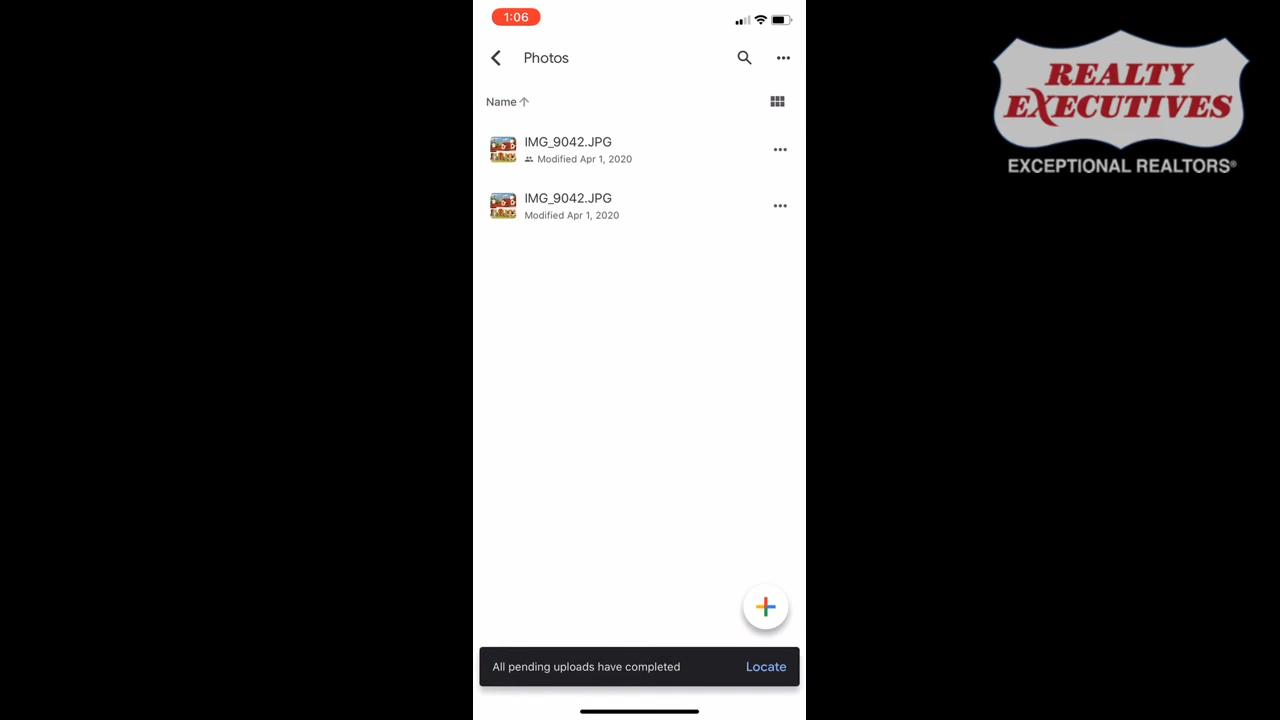 1:06
Photos
Name
IMG_9042.JPG
Modified Apr 1, 2020
IMG_9042.JPG
Modified Apr 1, 2020
All pending uploads have completed Locate
REALTY
EXECUTIVES
EXCEPTIONAL REALTORS®